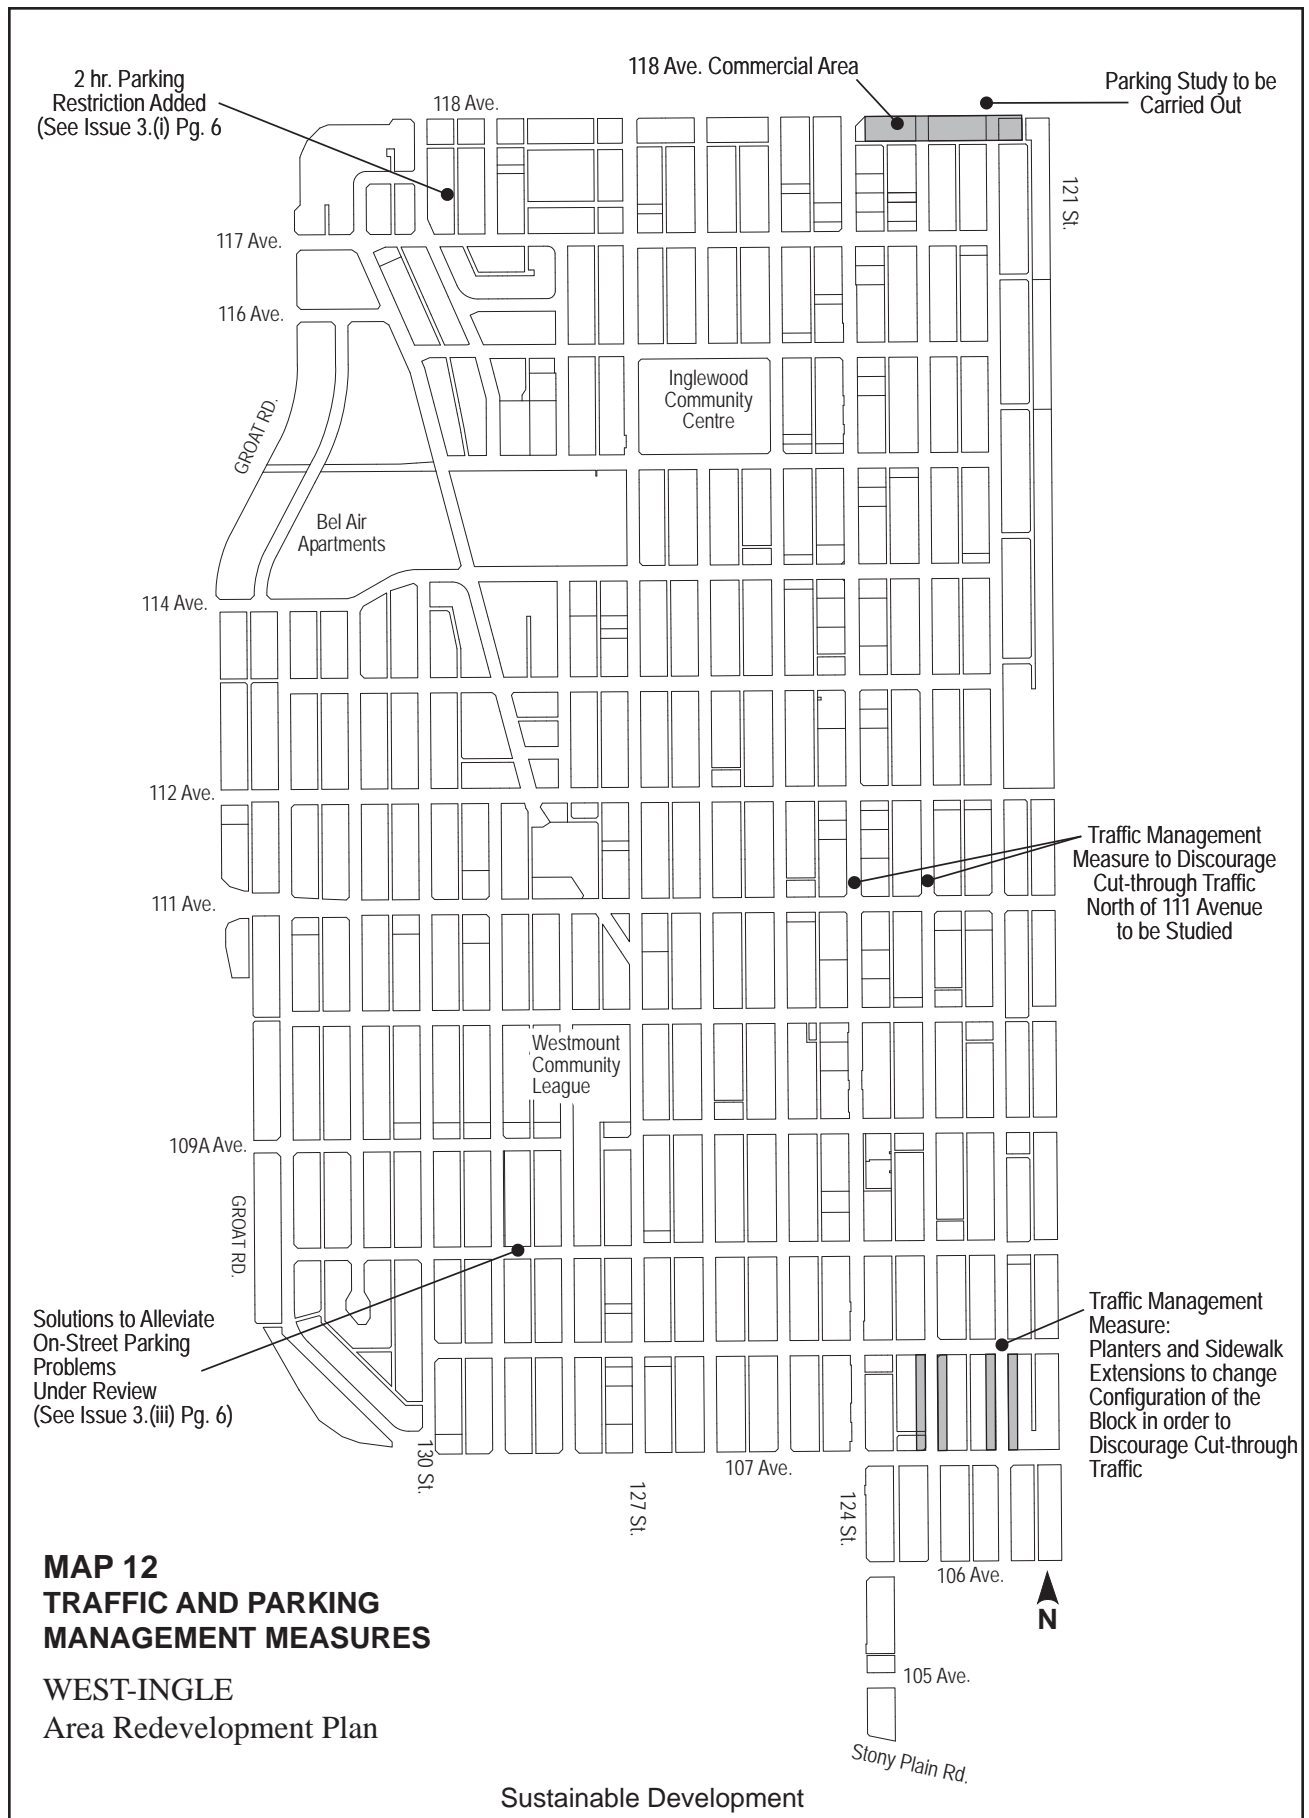 118 Ave. Commercial Area
2 hr. Parking
Restriction Added
(See Issue 3.(i) Pg. 6
Parking Study to be
Carried Out
118 Ave.
121 St.
117 Ave.
116 Ave.
GROAT RD.
Inglewood
Community
Centre
Bel Air
Apartments
114 Ave.
112 Ave.
111 Ave.
Traffic Management
Measure to Discourage
Cut-through Traffic
North of 111 Avenue
to be Studied
Westmount
Community
League
109A Ave.
GROAT RD.
Solutions to Alleviate
On-Street Parking
Problems
Under Review
(See Issue 3.(iii) Pg. 6)
Traffic Management
Measure:
Planters and Sidewalk
Extensions to change
Configuration of the
Block in order to
Discourage Cut-through
Traffic
130 St.
107 Ave.
127 St.
124 St.
106 Ave.
N
105 Ave.
Stony Plain Rd.
MAP 12
TRAFFIC AND PARKING
MANAGEMENT MEASURES
WEST-INGLE
Area Redevelopment Plan
Sustainable Development